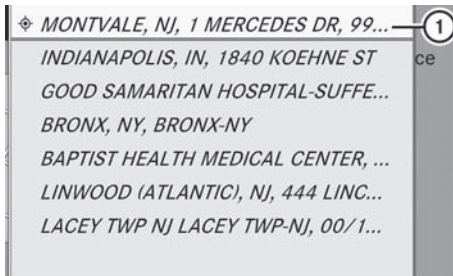 MONTVALE, NJ, 1 MERCEDES DR, 99... 1
INDIANAPOLIS, IN, 1840 KOEHNE ST ce
GOOD SAMARITAN HOSPITAL-SUFFE...
BRONX, NY, BRONX-NY
BAPTIST HEALTH MEDICAL CENTER, ...
LINWOOD (ATLANTIC), NJ, 444 LINC...
LACEY TWP NJ LACEY TWP-NJ, 00/1...